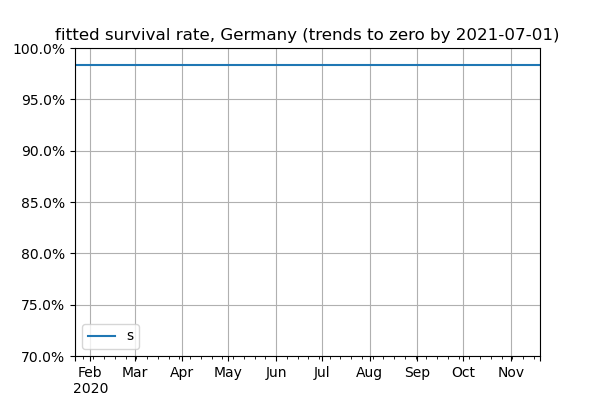 fitted survival rate, Germany (trends to zero by 2021-07-01)
100.0%
95.0%
90.0%
85.0%
80.0%
75.0%
70.0%
s
Feb Mar Apr May Jun Jul Aug Sep Oct Nov
2020